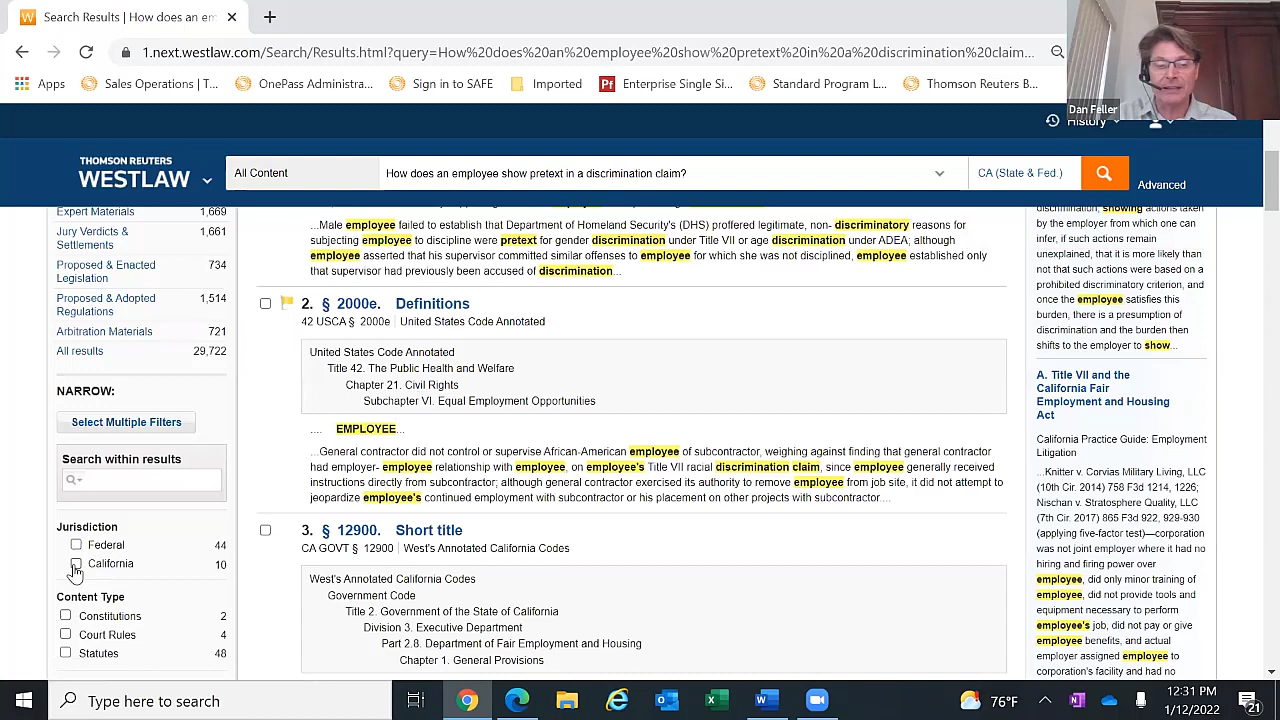 Search Results | How does an em
1.next.westlaw.com/Search/Results.html?query=How%20does%20an%20employee%20show%20pretext%20in%20a%20discrimination%20claim...
Apps
Sales Operations | T...
OnePass Administra...
Sign in to SABA
Imported
Enterprise Single Si...
Standard Program L...
Thomson Reuters B...
Dan Feller
History
THOMSON REUTERS
WESTLAW
All Content
How does an employee show pretext in a discrimination claim?
CA (State & Fed.)
Advanced
Expert Materials 1,669
Jury Verdicts & 1,661
Settlements
Proposed & Enacted 734
Legislation
Proposed & Adopted 1,514
Regulations
Arbitration Materials 721
All results 29,722
NARROW:
Select Multiple Filters
Search within results
Jurisdiction
Federal 44
California 10
Content Type
Constitutions 2
Court Rules 4
Statutes 48
...Male employee failed to establish that Department of Homeland Security's (DHS) proffered legitimate, non- discriminatory reasons for
subjecting employee to discipline were pretext for gender discrimination under Title VII or age discrimination under ADEA; although
employee asserted that his supervisor committed similar offenses to employee for which she was not disciplined, employee established only
that supervisor had previously been accused of discrimination...
2. § 2000e. Definitions
42 USCA § 2000e | United States Code Annotated
United States Code Annotated
Title 42. The Public Health and Welfare
Chapter 21. Civil Rights
Subchapter VI. Equal Employment Opportunities
.... EMPLOYEE...
...General contractor did not control or supervise African-American employee of subcontractor, weighing against finding that general contractor
had employer- employee relationship with employee, on employee's Title VII racial discrimination claim, since employee generally received
instructions directly from subcontractor, although general contractor exercised its authority to remove employee from job site, it did not attempt to
jeopardize employee's continued employment with subcontractor or his placement on other projects with subcontractor....
3. § 12900. Short title
CA GOVT § 12900 | West's Annotated California Codes
West's Annotated California Codes
Government Code
Title 2. Government of the State of California
Division 3. Executive Department
Part 2.8. Department of Fair Employment and Housing
Chapter 1. General Provisions
discrimination, showing actions taken
by the employer from which one can
infer, if such actions remain
unexplained, that it is more likely than
not that such actions were based on a
prohibited discriminatory criterion, and
once the employee satisfies this
burden, there is a presumption of
discrimination and the burden then
shifts to the employer to show...
A. Title VII and the
California Fair
Employment and Housing
Act
California Practice Guide: Employment
Litigation
...Knitter v. Corvias Military Living, LLC
(10th Cir. 2014) 758 F3d 1214, 1226;
Nischan v. Stratosphere Quality, LLC
(7th Cir. 2017) 865 F3d 922, 929-930
(applying five-factor test)—corporation
was not joint employer where it had no
hiring and firing power over
employee, did only minor training of
employee, did not provide tools and
equipment necessary to perform
employee's job, did not pay or give
employee benefits, and actual
employer assigned employee to
corporation's facility and had no
Type here to search
76°F
12:31 PM
1/12/2022
21